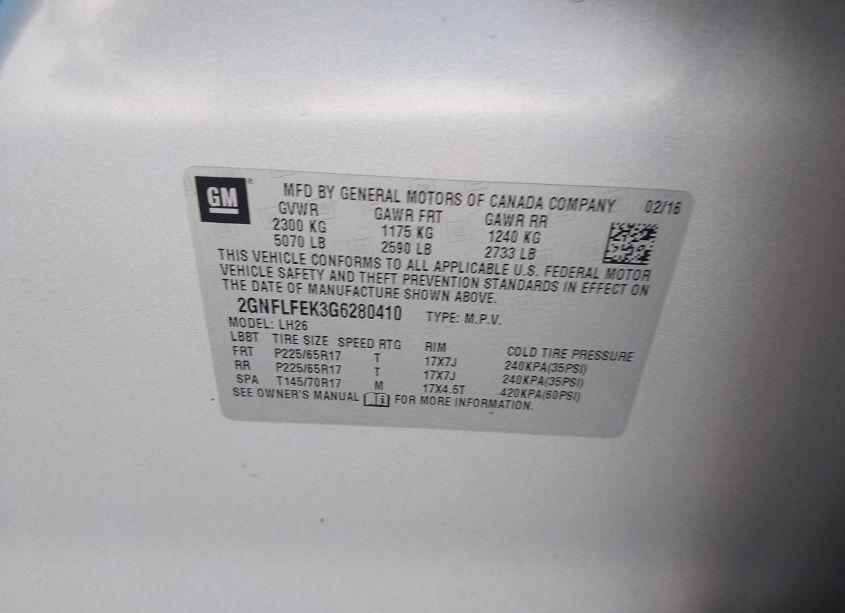 GM ® MFD BY GENERAL MOTORS OF CANADA COMPANY 02/16
GVWR GAWR FRT GAWR RR
2300 KG 1175 KG 1240 KG
5070 LB 2590 LB 2733 LB
THIS VEHICLE CONFORMS TO ALL APPLICABLE U.S. FEDERAL MOTOR
VEHICLE SAFETY AND THEFT PREVENTION STANDARDS IN EFFECT ON
THE DATE OF MANUFACTURE SHOWN ABOVE.
2GNFLFEK3G6280410 TYPE: M.P.V.
MODEL: LH26
LBBT TIRE SIZE SPEED RTG RIM COLD TIRE PRESSURE
FRT P225/65R17 T 17X7J 240KPA(35PSI)
RR P225/65R17 T 17X7J 240KPA(35PSI)
SPA T145/70R17 M 17X4.5T 420KPA(60PSI)
SEE OWNER'S MANUAL FOR MORE INFORMATION.